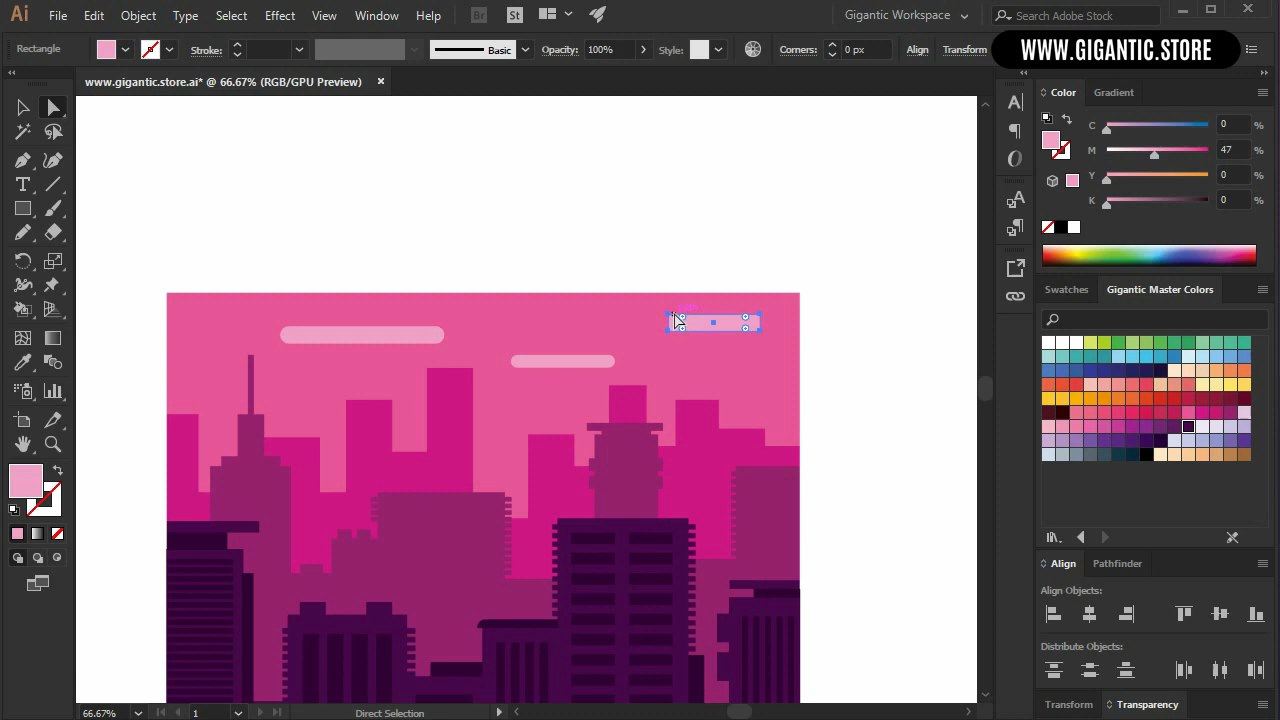 Ai File Edit Object Type Select Effect View Window Help Br St Gigantic Workspace Search Adobe Stock
Rectangle Stroke: Basic Opacity: 100% Style: Corners: 0 px Align Transform
WWW.GIGANTIC.STORE
www.gigantic.store.ai* @ 66.67% (RGB/GPU Preview)
Color Gradient
C 0 %
M 47 %
Y 0 %
K 0 %
Swatches Gigantic Master Colors
Align Pathfinder
Align Objects:
Distribute Objects:
Transform Transparency
66.67% 1 Direct Selection